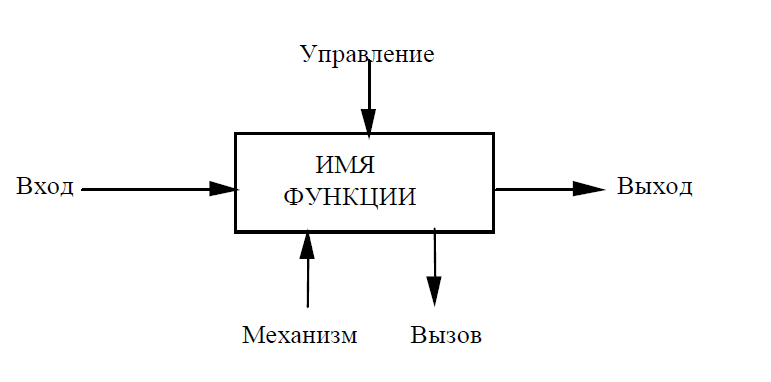 Управление
ИМЯ
ФУНКЦИИ
Вход
Выход
Механизм
Вызов